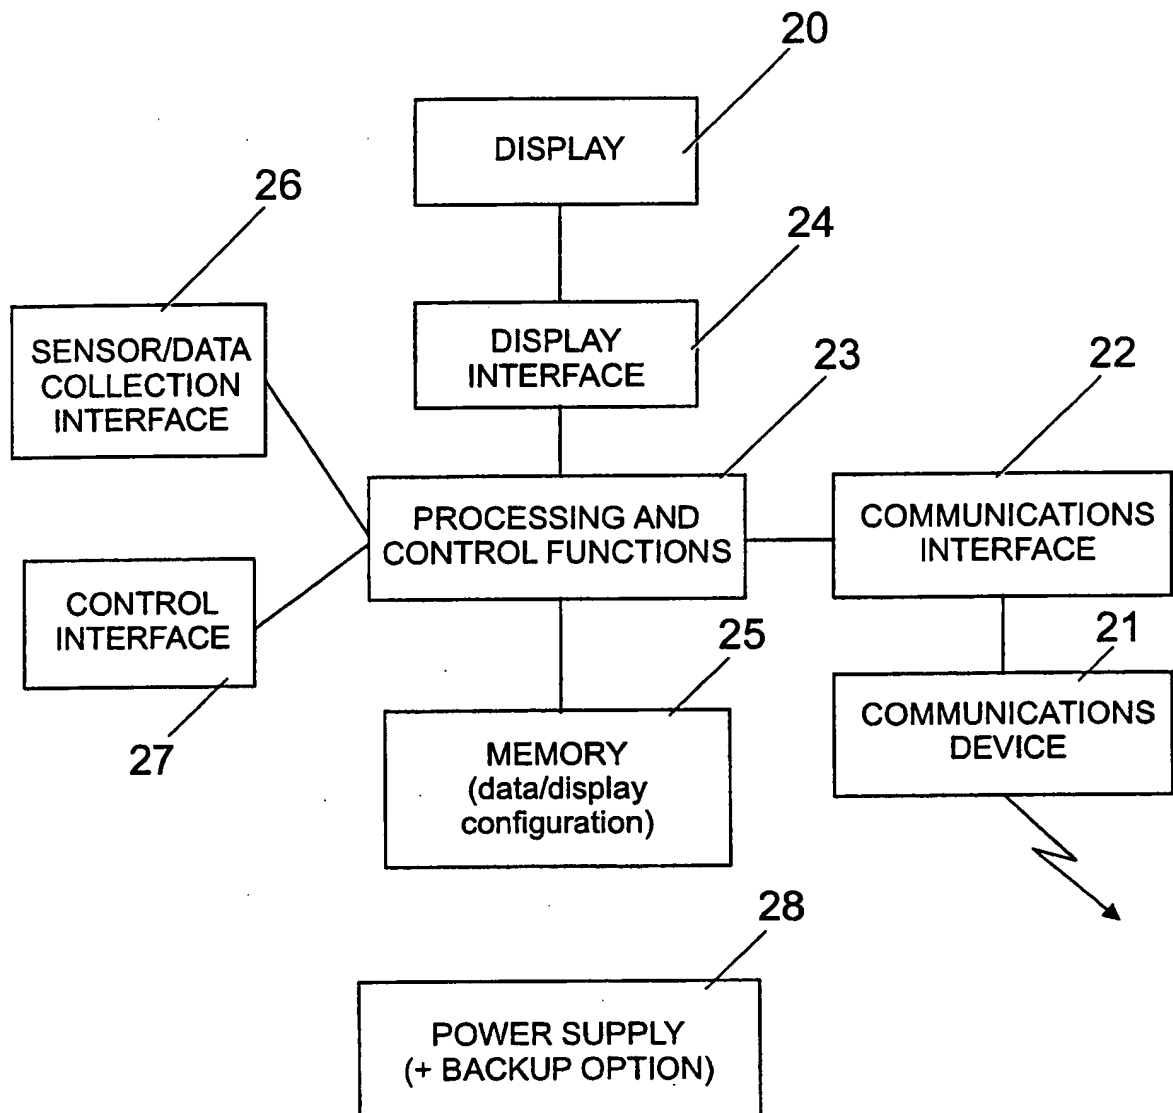 20
DISPLAY
26
24
SENSOR/DATA
COLLECTION
INTERFACE
DISPLAY
INTERFACE
23
22
PROCESSING AND
CONTROL FUNCTIONS
COMMUNICATIONS
INTERFACE
CONTROL
INTERFACE
27
25
21
MEMORY
(data/display
configuration)
COMMUNICATIONS
DEVICE
28
POWER SUPPLY
(+ BACKUP OPTION)